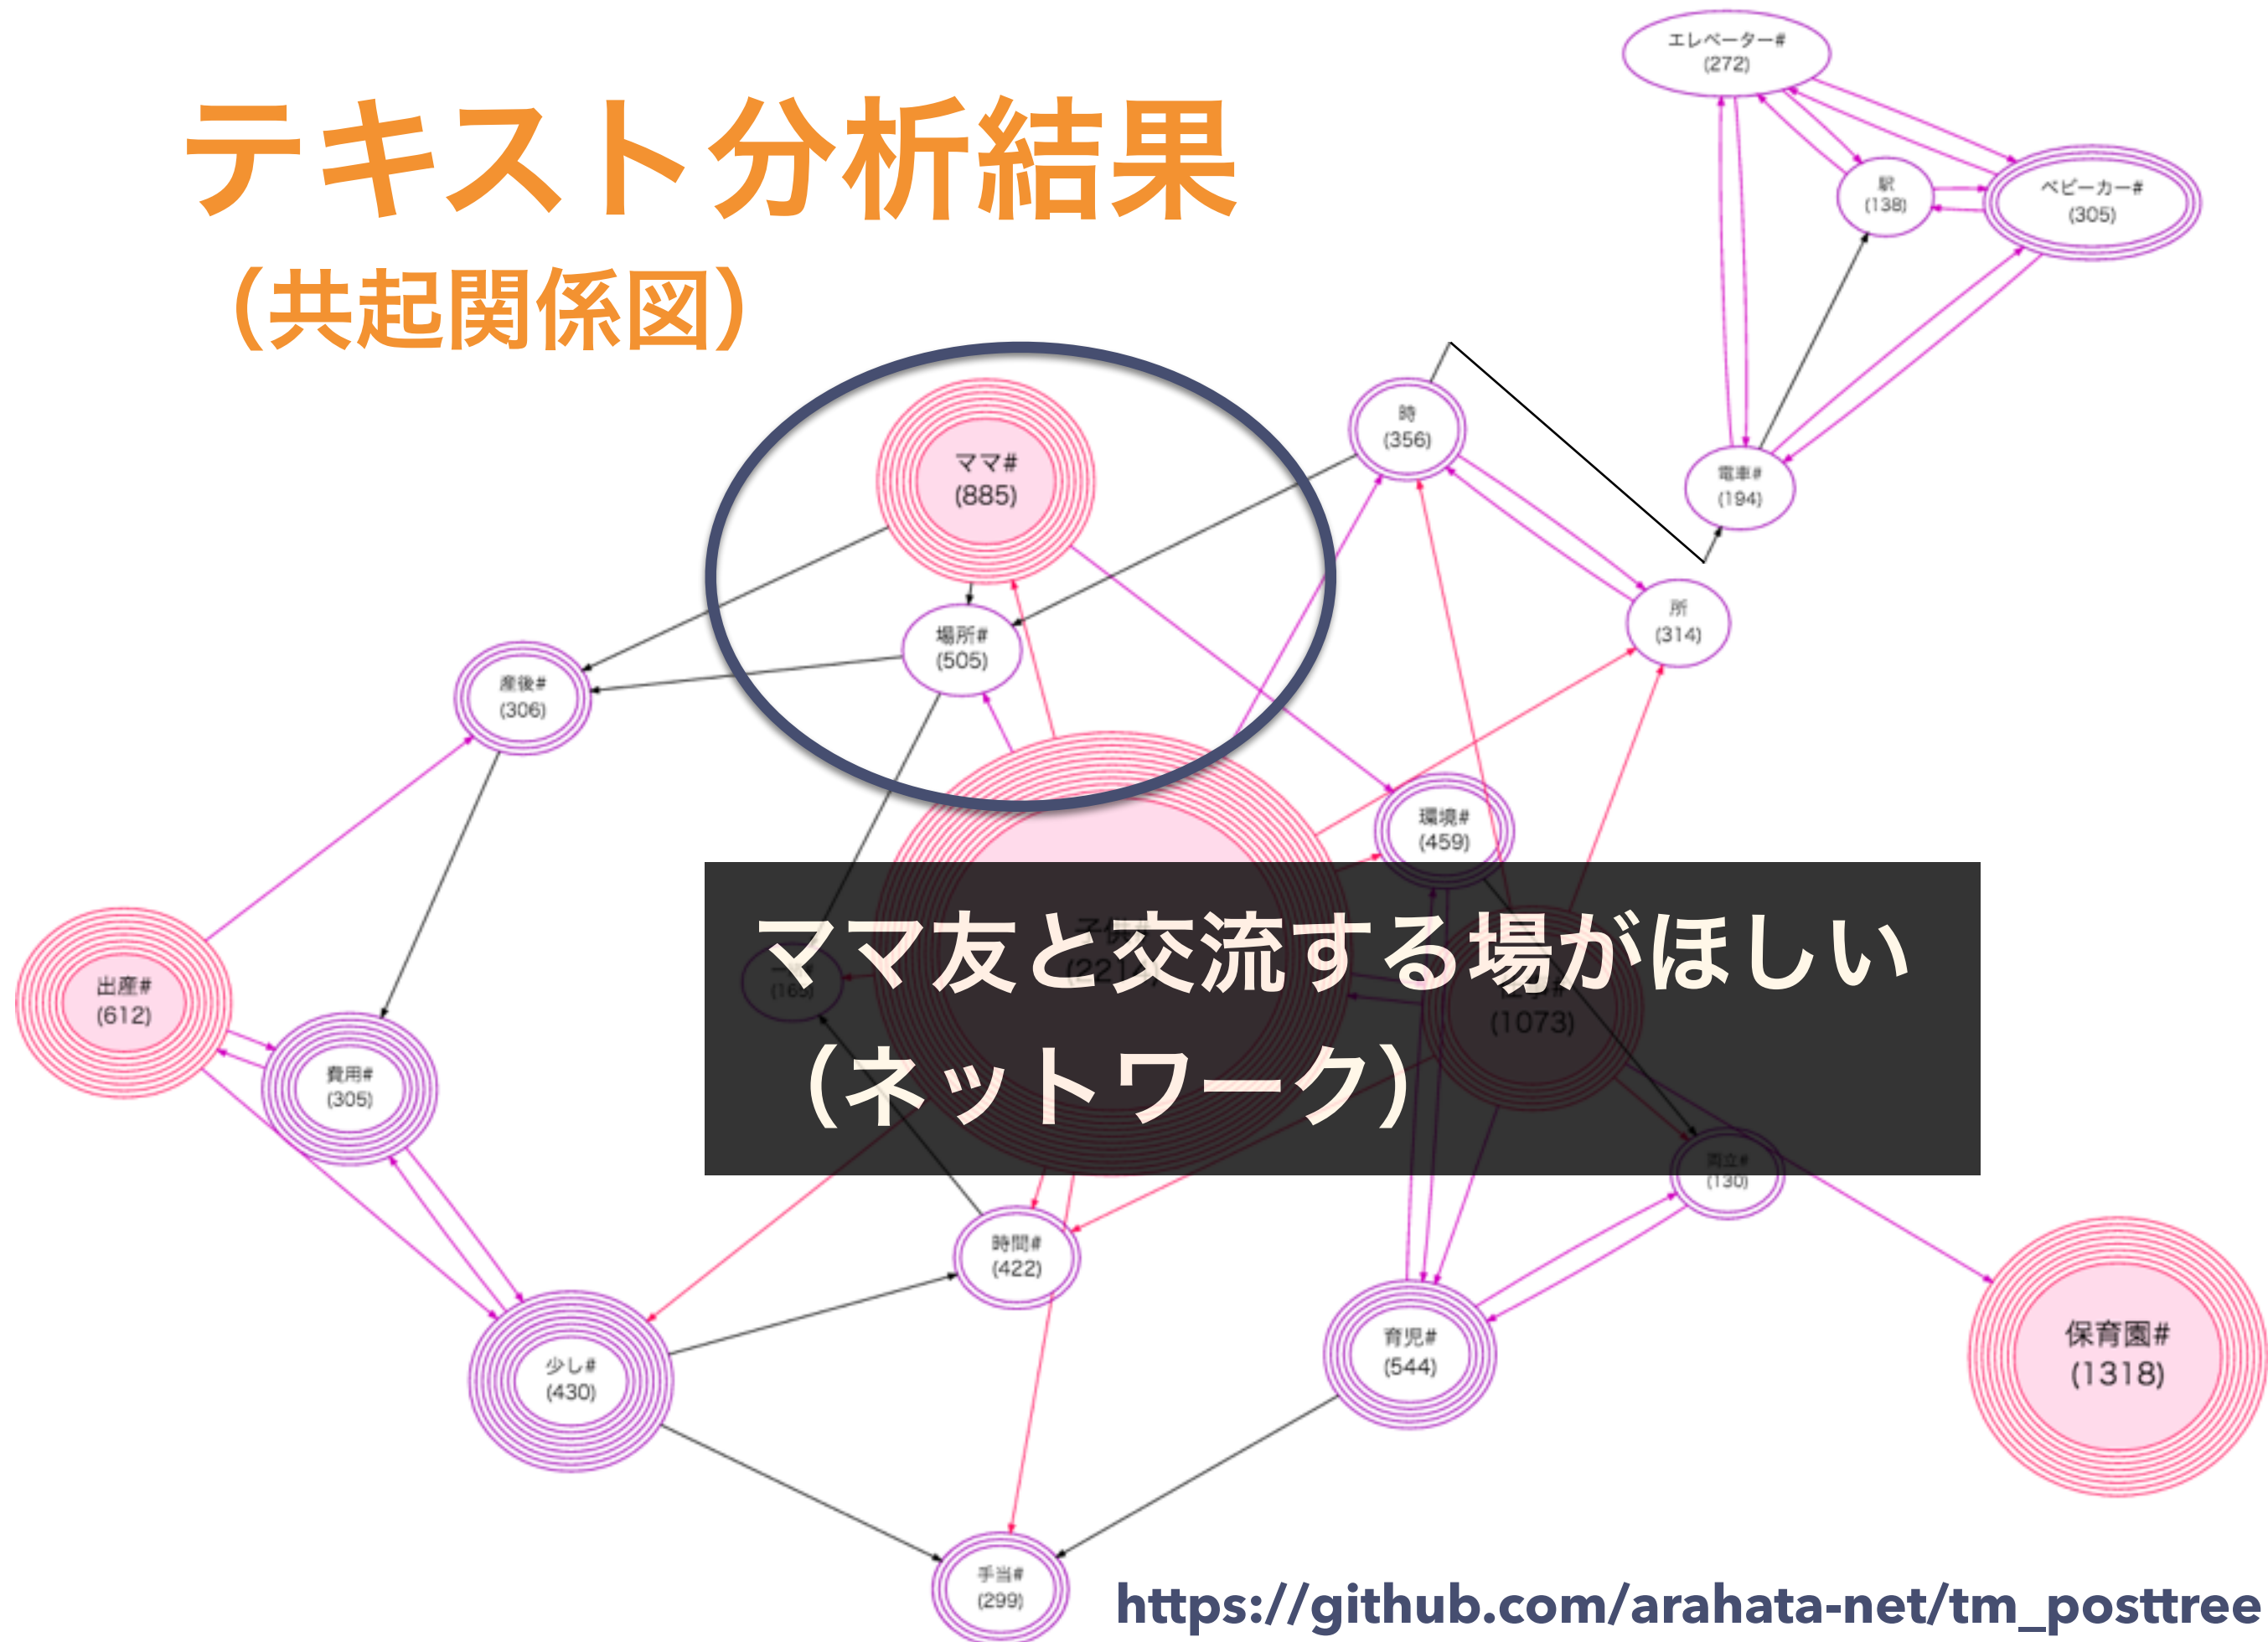 テキスト分析結果
（共起関係図）
エレベーター#
(272)
駅
(138)
ベビーカー#
(305)
電車#
(194)
時
(356)
所
(314)
ママ#
(885)
場所#
(505)
産後#
(306)
環境#
(459)
ママ友と交流する場がほしい
（ネットワーク）
(1073)
出産#
(612)
費用#
(305)
両立#
(130)
時間#
(422)
少し#
(430)
育児#
(544)
保育園#
(1318)
手当#
(299)
https://github.com/arahata-net/tm_posttree